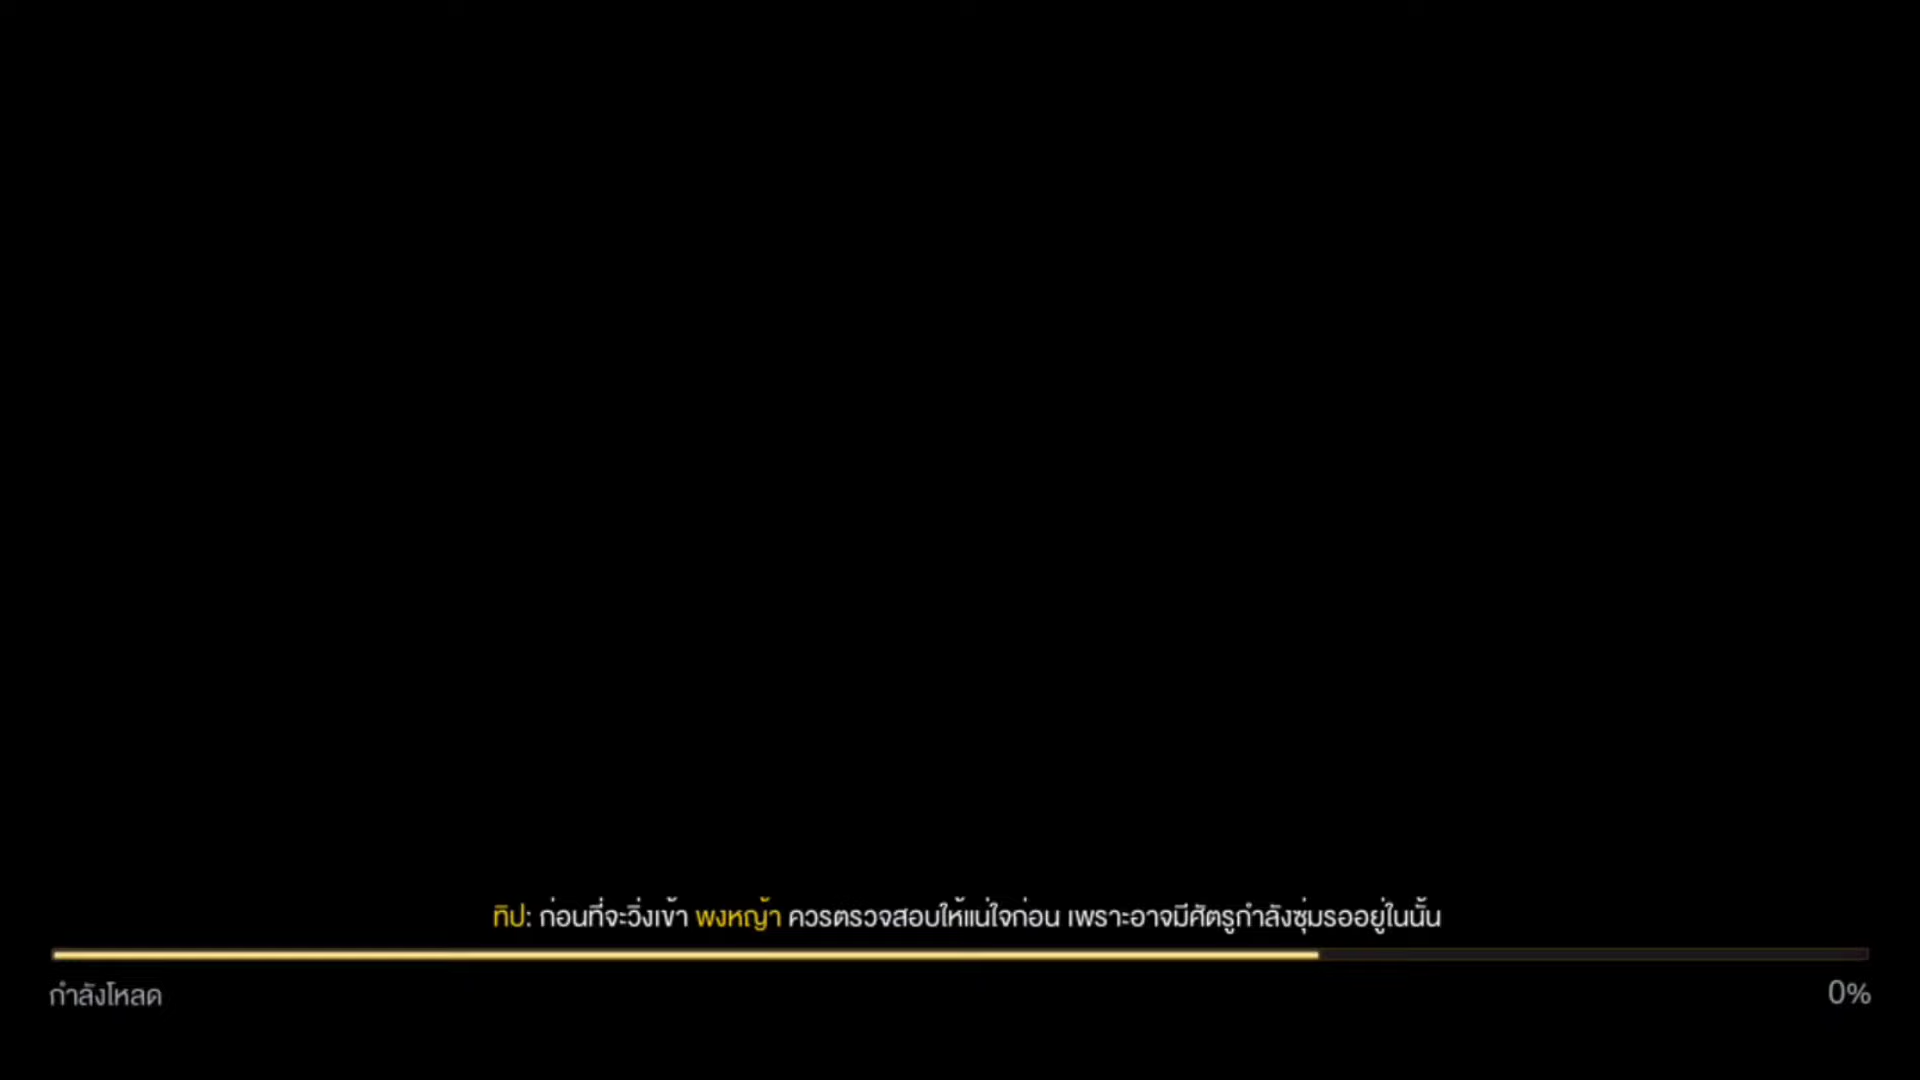 ทิป: ก่อนที่จะวิ่งเข้า พงหญ้า ควรตรวจสอบให้แน่ใจก่อน เพราะอาจมีศัตรูกำลังซุ่มรออยู่ในนั้น
กำลังโหลด
0%